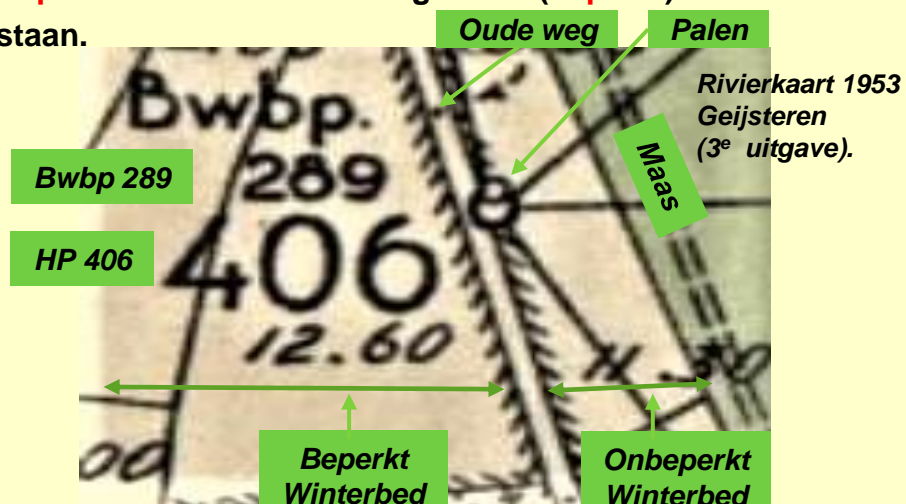 staan.
Oude weg
Palen
Rivierkaart 1953
Geijsteren
(3e uitgave).
Bwbp.
289
406
12.60
Maas
Bwbp 289
HP 406
Beperkt
Winterbed
Onbeperkt
Winterbed